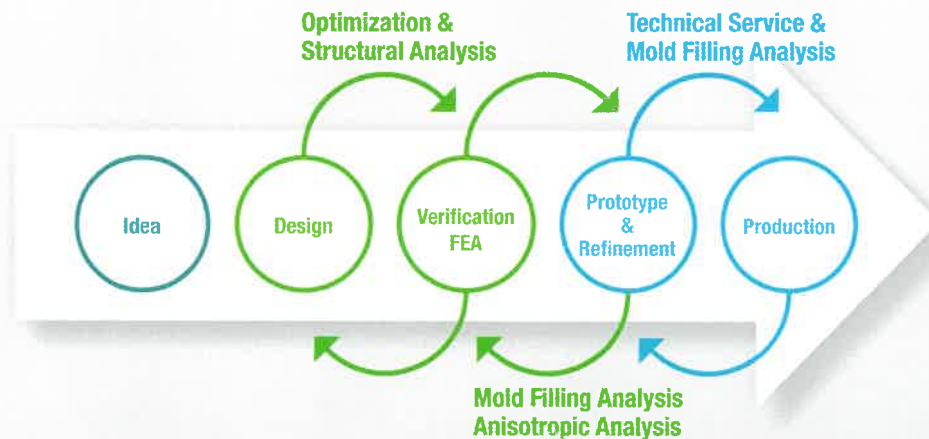 Optimization &
Structural Analysis
Technical Service &
Mold Filling Analysis
Idea
Design
Verification
FEA
Prototype
&
Refinement
Production
Mold Filling Analysis
Anisotropic Analysis